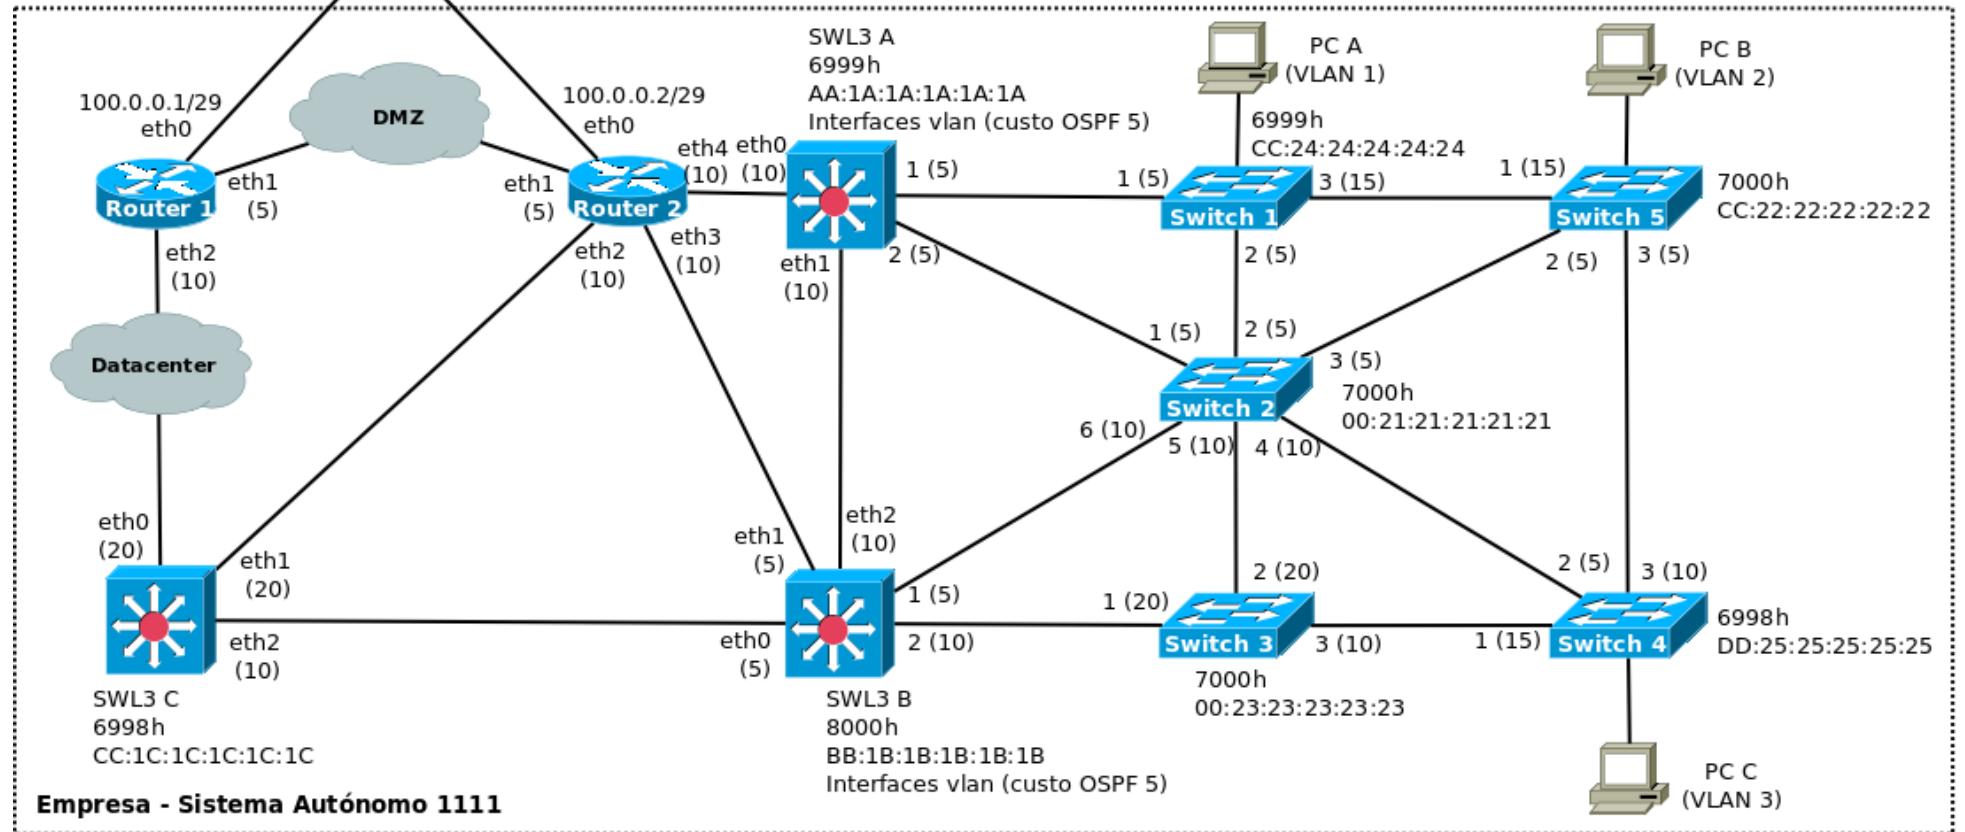 SWL3 A
6999h
AA:1A:1A:1A:1A:1A
Interfaces vlan (custo OSPF 5)
PC A
(VLAN 1)
PC B
(VLAN 2)
100.0.0.1/29
eth0
DMZ
100.0.0.2/29
eth0
eth4
(10)
eth0
(10)
1 (5)
6999h
CC:24:24:24:24:24
1 (5)
3 (15)
1 (15)
7000h
CC:22:22:22:22:22
Router 1
eth1
(5)
eth1
(5)
Router 2
Switch 1
Switch 5
eth2
(10)
eth2
(10)
eth3
(10)
eth1
(10)
2 (5)
2 (5)
2 (5)
3 (5)
Datacenter
1 (5)
2 (5)
3 (5)
Switch 2
7000h
00:21:21:21:21:21
6 (10)
5 (10)
4 (10)
eth0
(20)
eth1
(20)
eth1
(5)
eth2
(10)
1 (5)
1 (20)
2 (20)
2 (5)
3 (10)
6998h
DD:25:25:25:25:25
eth2
(10)
eth0
(5)
2 (10)
Switch 3
3 (10)
1 (15)
Switch 4
7000h
00:23:23:23:23:23
SWL3 C
6998h
CC:1C:1C:1C:1C:1C
SWL3 B
8000h
BB:1B:1B:1B:1B:1B
Interfaces vlan (custo OSPF 5)
PC C
(VLAN 3)
Empresa - Sistema Autónomo 1111